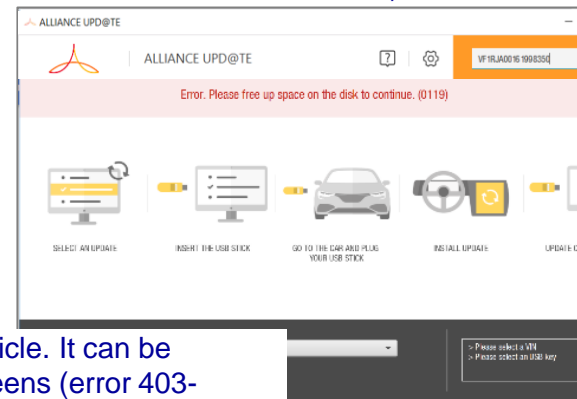 ALLIANCE UPD@TE
ALLIANCE UPD@TE
Error. Please free up space on the disk to continue. (0119)
SELECT AN UPDATE
INSERT THE USB STICK
GO TO THE CAR AND PLUG
YOUR USB STICK
INSTALL UPDATE
UPDATE C
icle. It can be
eens (error 403-
> Please select a VIN
> Please select an USB key